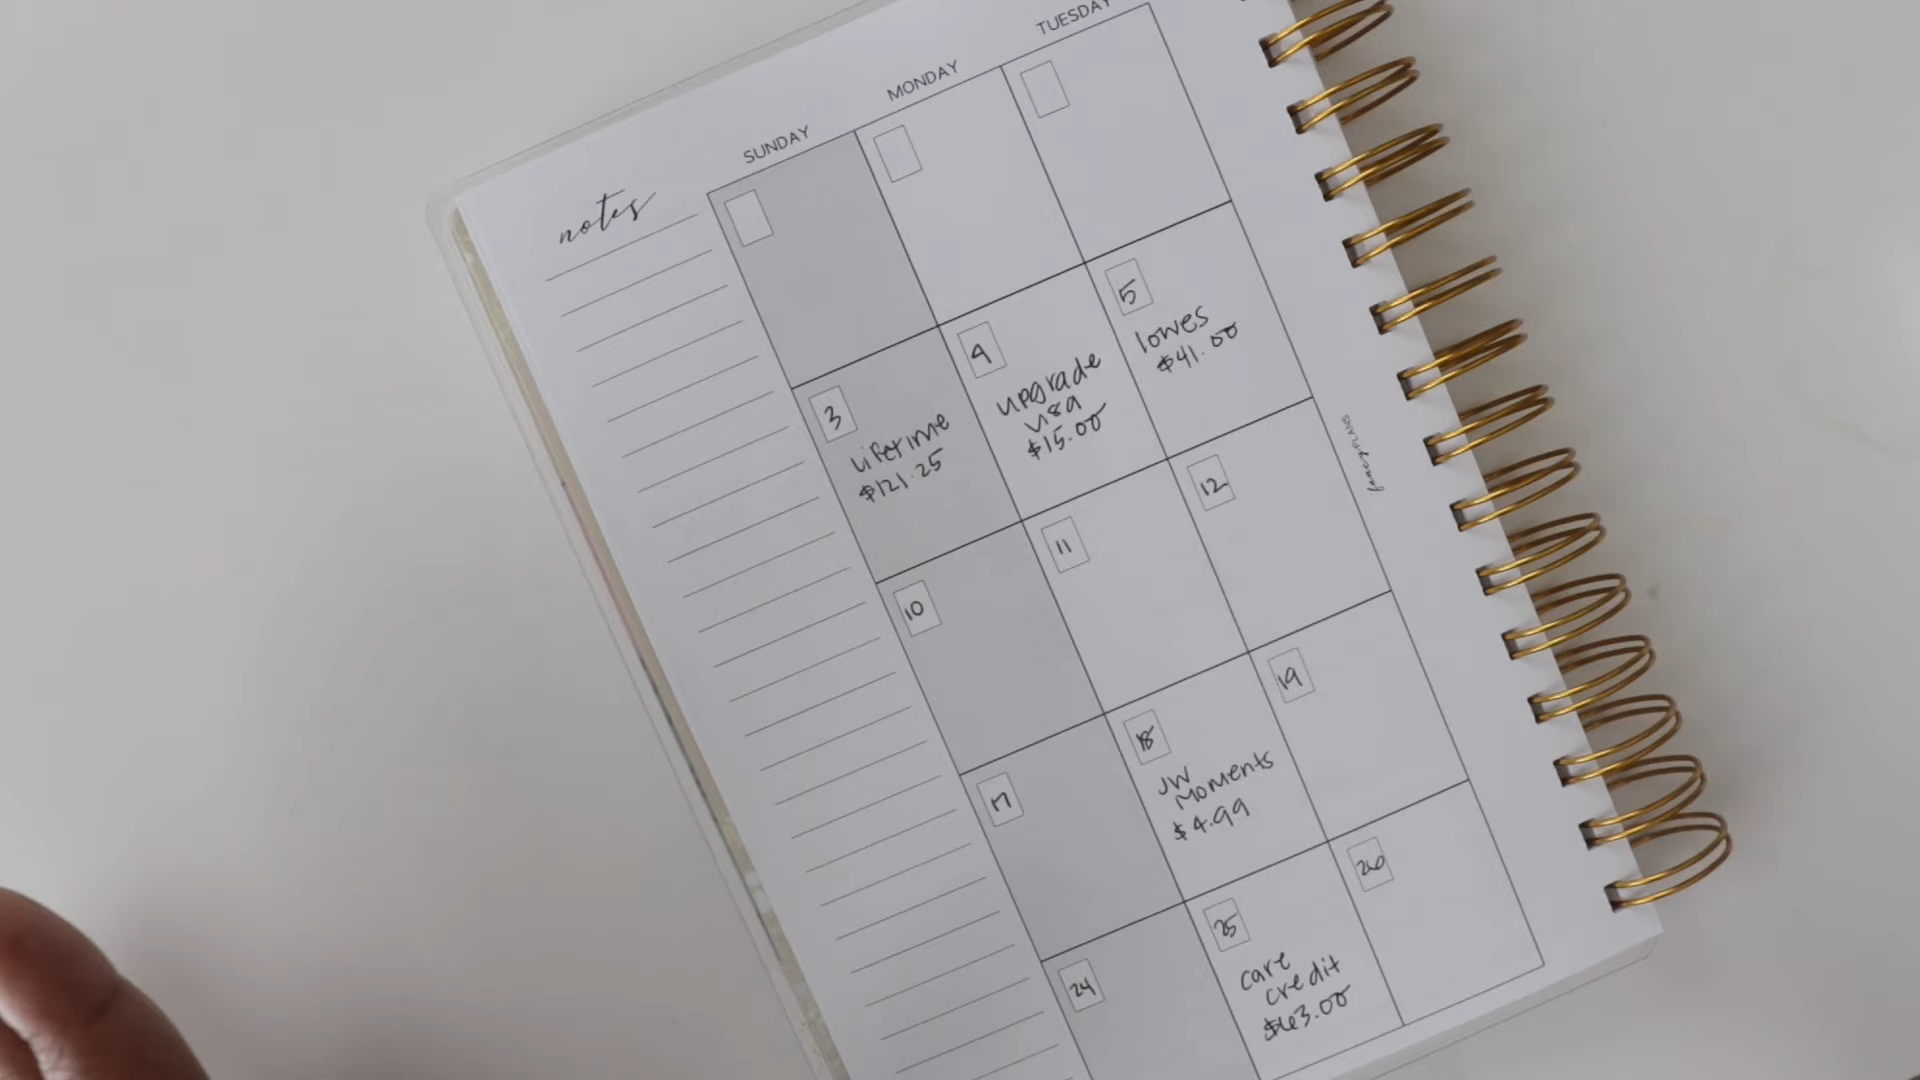 notes
SUNDAY
MONDAY
TUESDAY
3
Lifetime
$121.25
4
upgrade
visa
$15.00
5
lowes
$41.00
10
11
12
17
18
JW
Moments
$4.99
19
24
25
care
credit
$63.00
26
PLANS